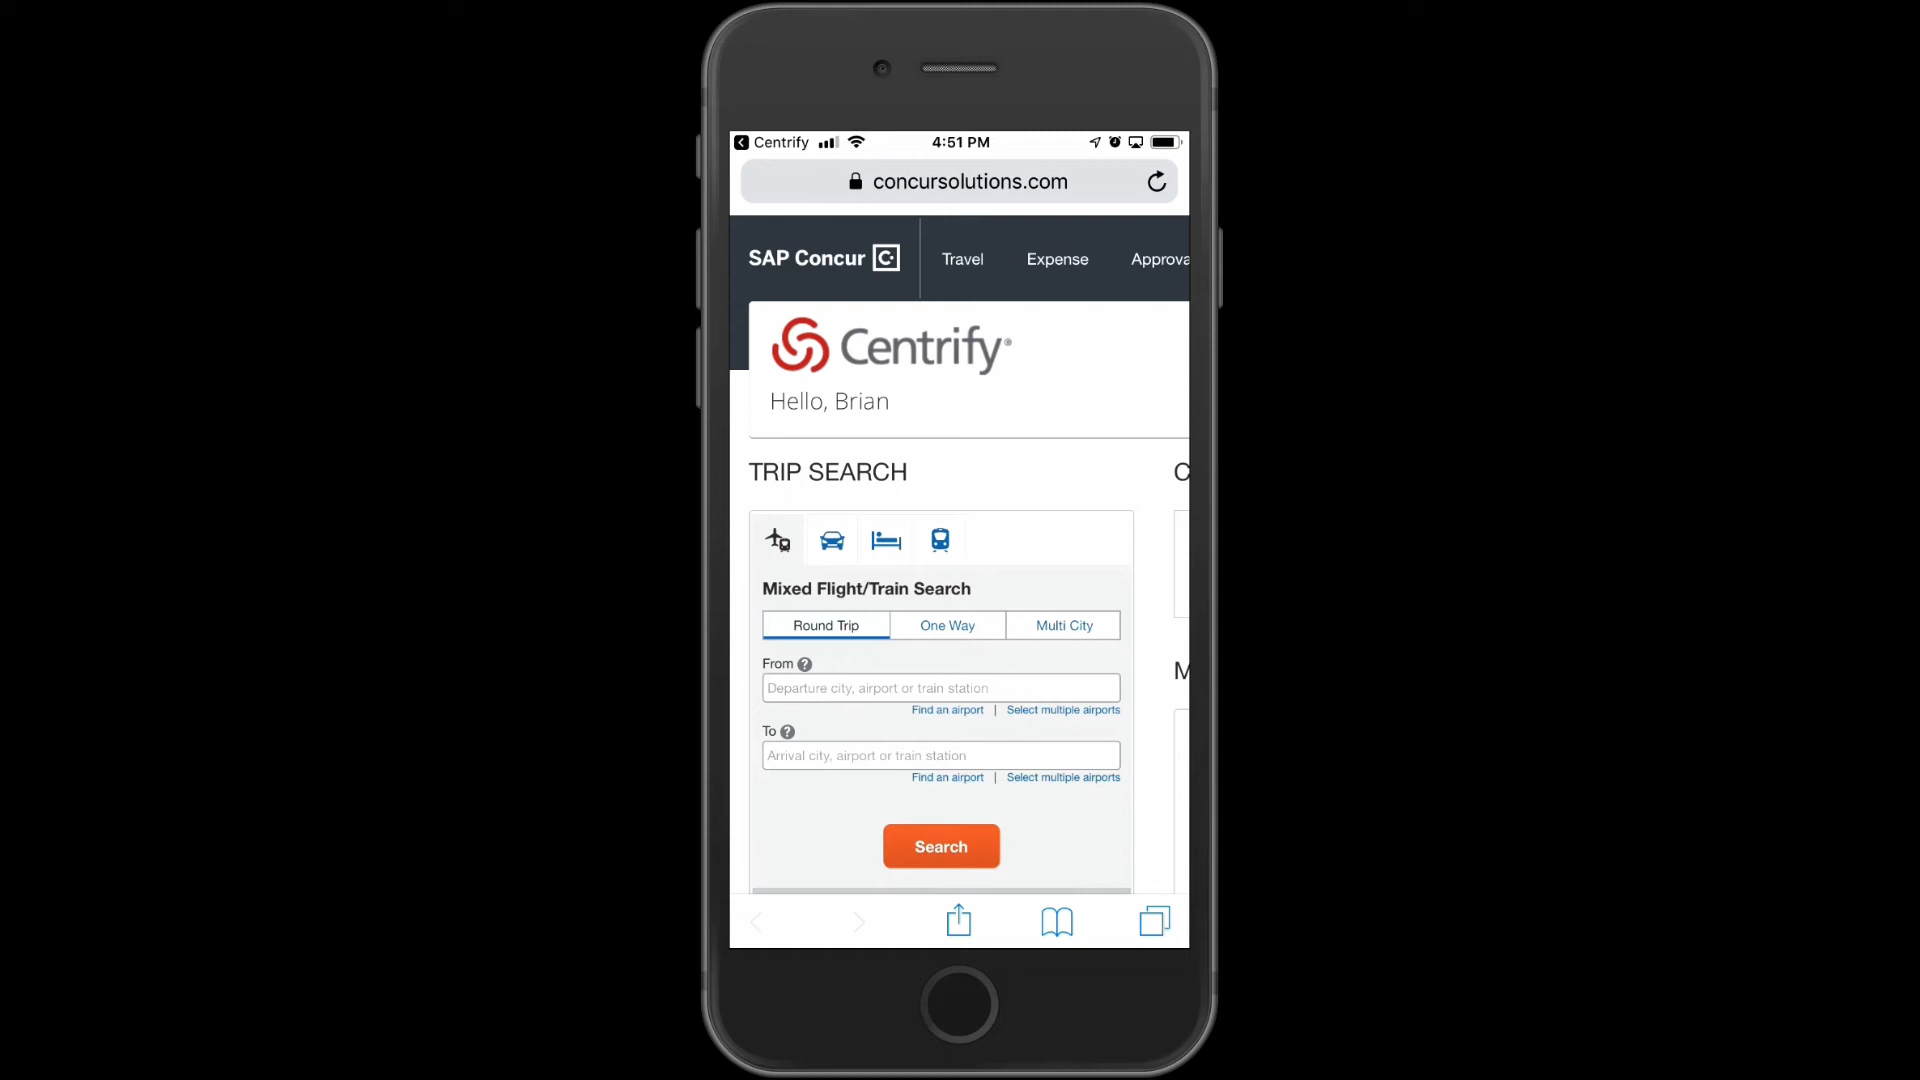 Centrify 4:51 PM
concursolutions.com
SAP Concur Travel Expense Approva
Centrify
Hello, Brian
TRIP SEARCH C
Mixed Flight/Train Search
Round Trip One Way Multi City
From ?
M
Departure city, airport or train station
Find an airport | Select multiple airports
To ?
Arrival city, airport or train station
Find an airport | Select multiple airports
Search